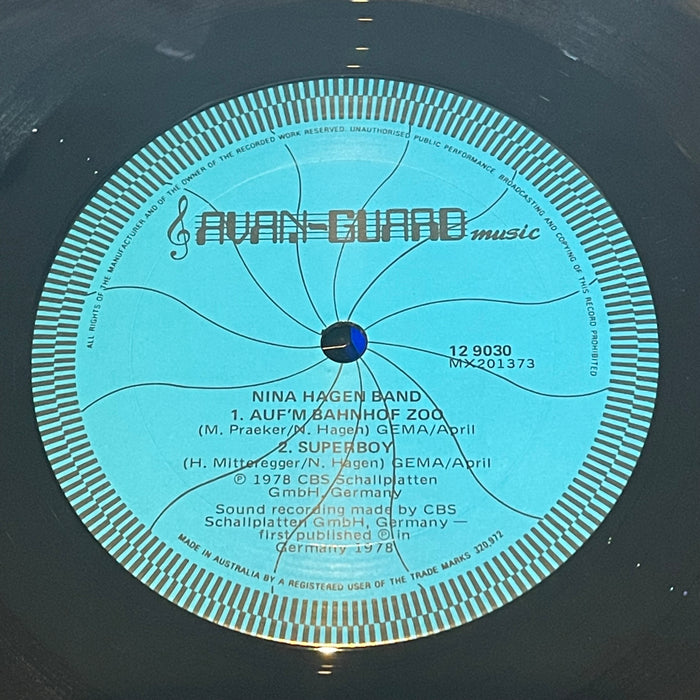 ALL RIGHTS OF THE MANUFACTURER AND OF THE OWNER OF THE RECORDED WORK RESERVED. UNAUTHORISED PUBLIC PERFORMANCE BROADCASTING AND COPYING OF THIS RECORD PROHIBITED
AVAN-GUARD music
12 9030
MX201373
NINA HAGEN BAND
1. AUF'M BAHNHOF ZOO
(M. Praeker/N. Hagen) GEMA/April
2. SUPERBOY
(H. Mitteregger/N. Hagen) GEMA/April
℗ 1978 CBS Schallplatten
GmbH, Germany
Sound recording made by CBS
Schallplatten GmbH, Germany —
first published ℗ in
Germany 1978
MADE IN AUSTRALIA BY A REGISTERED USER OF THE TRADE MARKS 320,972